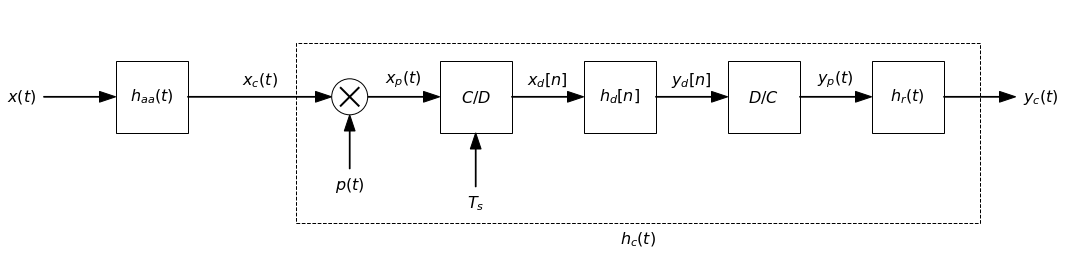 x(t)
h_{aa}(t)
x_c(t)
x_p(t)
C/D
x_d[n]
h_d[n]
y_d[n]
D/C
y_p(t)
h_r(t)
y_c(t)
p(t)
T_s
h_c(t)